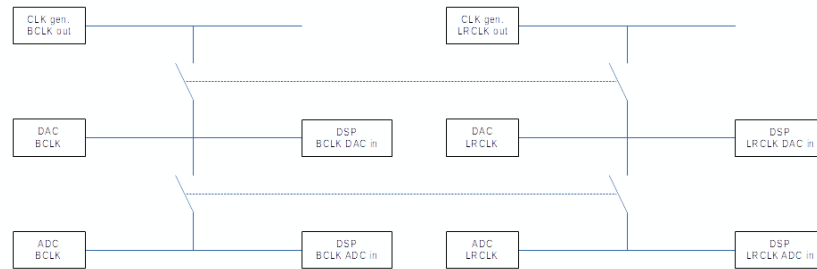 CLK gen.
BCLK out
CLK gen.
LRCLK out
DAC
BCLK
DSP
BCLK DAC in
DAC
LRCLK
DSP
LRCLK DAC in
ADC
BCLK
DSP
BCLK ADC in
ADC
LRCLK
DSP
LRCLK ADC in